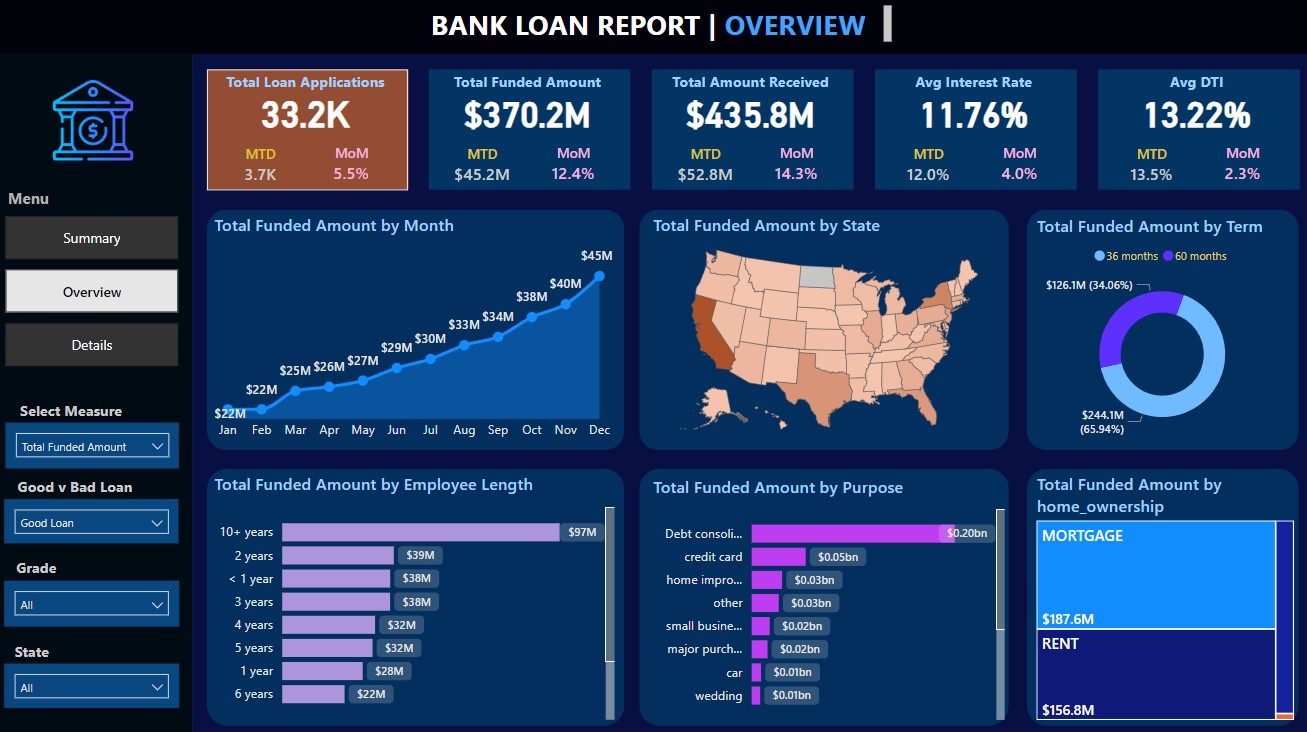 BANK LOAN REPORT | OVERVIEW
Total Loan Applications
33.2K
MTD MoM
3.7K 5.5%
Total Funded Amount
$370.2M
MTD MoM
$45.2M 12.4%
Total Amount Received
$435.8M
MTD MoM
$52.8M 14.3%
Avg Interest Rate
11.76%
MTD MoM
12.0% 4.0%
Avg DTI
13.22%
MTD MoM
13.5% 2.3%
Menu
Summary
Overview
Details
Select Measure
Total Funded Amount
Good v Bad Loan
Good Loan
Grade
All
State
All
Total Funded Amount by Month
$22M
$22M
$25M
$26M
$27M
$29M
$30M
$33M
$34M
$38M
$40M
$45M
Jan Feb Mar Apr May Jun Jul Aug Sep Oct Nov Dec
Total Funded Amount by State
Total Funded Amount by Term
36 months 60 months
$126.1M (34.06%)
$244.1M
(65.94%)
Total Funded Amount by Employee Length
10+ years $97M
2 years $39M
< 1 year $38M
3 years $38M
4 years $32M
5 years $32M
1 year $28M
6 years $22M
Total Funded Amount by Purpose
Debt consoli... $0.20bn
credit card $0.05bn
home impro... $0.03bn
other $0.03bn
small busine... $0.02bn
major purch... $0.02bn
car $0.01bn
wedding $0.01bn
Total Funded Amount by
home_ownership
MORTGAGE
$187.6M
RENT
$156.8M